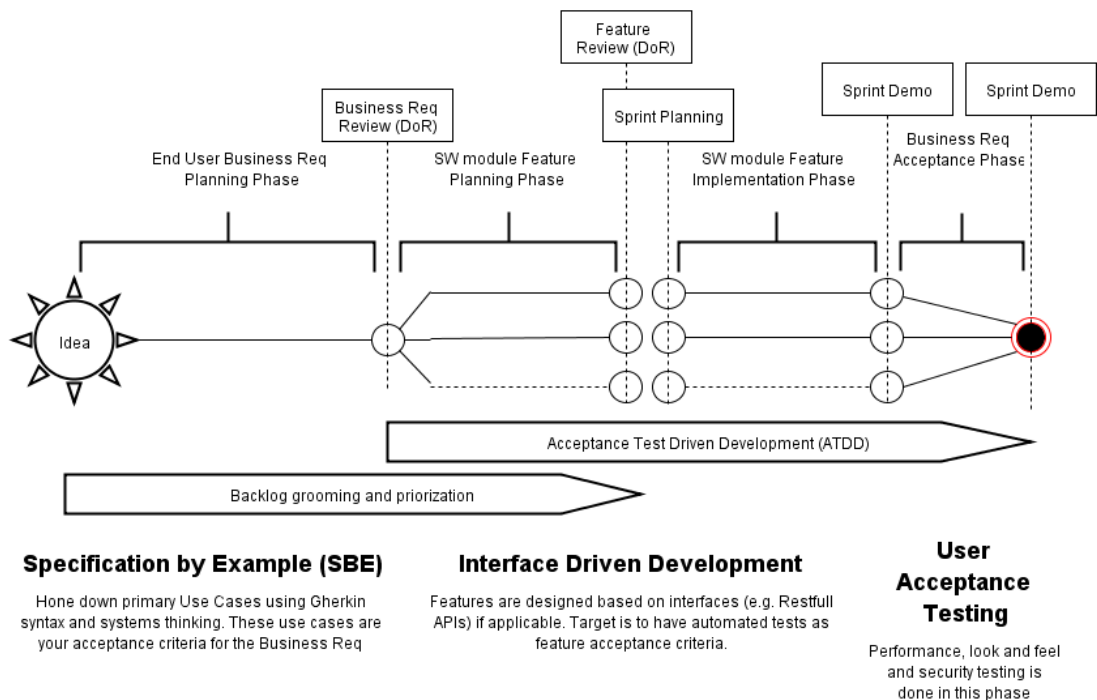 Feature
Review (DoR)
Business Req
Review (DoR)
Sprint Planning
Sprint Demo
Sprint Demo
End User Business Req
Planning Phase
SW module Feature
Planning Phase
SW module Feature
Implementation Phase
Business Req
Acceptance Phase
Idea
Acceptance Test Driven Development (ATDD)
Backlog grooming and priorization
Specification by Example (SBE)
Hone down primary Use Cases using Gherkin
syntax and systems thinking. These use cases are
your acceptance criteria for the Business Req
Interface Driven Development
Features are designed based on interfaces (e.g. Restfull
APIs) if applicable. Target is to have automated tests as
feature acceptance criteria.
User
Acceptance
Testing
Performance, look and feel
and security testing is
done in this phase